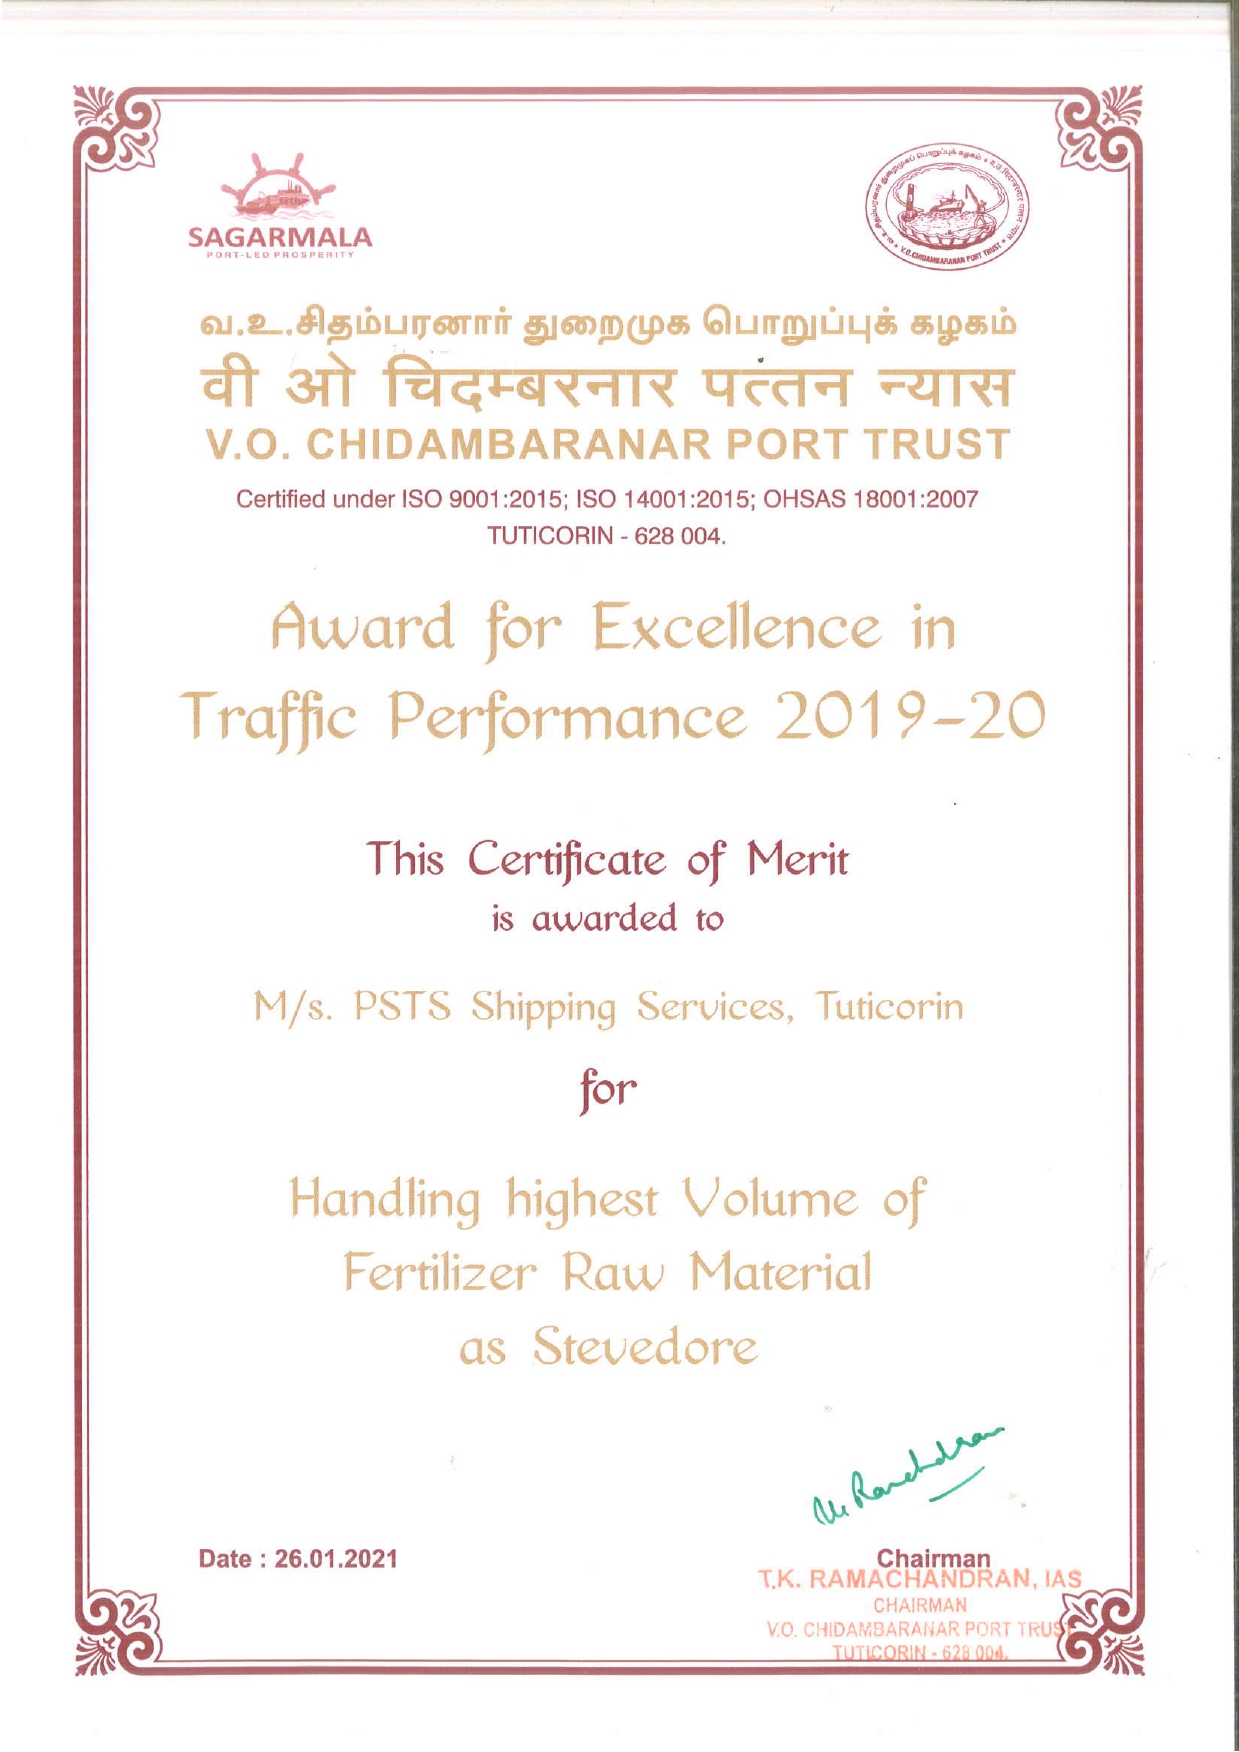 SAGARMALA
PORT-LED PROSPERITY
V.O.CHIDAMBARANAR PORT TRUST
வ.உ.சிதம்பரனார் துறைமுக பொறுப்புக் கழகம்
वी ओ चिदम्बरनार पत्तन न्यास
V.O. CHIDAMBARANAR PORT TRUST
Certified under ISO 9001:2015; ISO 14001:2015; OHSAS 18001:2007
TUTICORIN - 628 004.
Award for Excellence in
Traffic Performance 2019-20
This Certificate of Merit
is awarded to
M/s. PSTS Shipping Services, Tuticorin
for
Handling highest Volume of
Fertilizer Raw Material
as Stevedore
Date : 26.01.2021
Chairman
T.K. RAMACHANDRAN, IAS
CHAIRMAN
V.O. CHIDAMBARANAR PORT TRUST
TUTICORIN - 628 004.